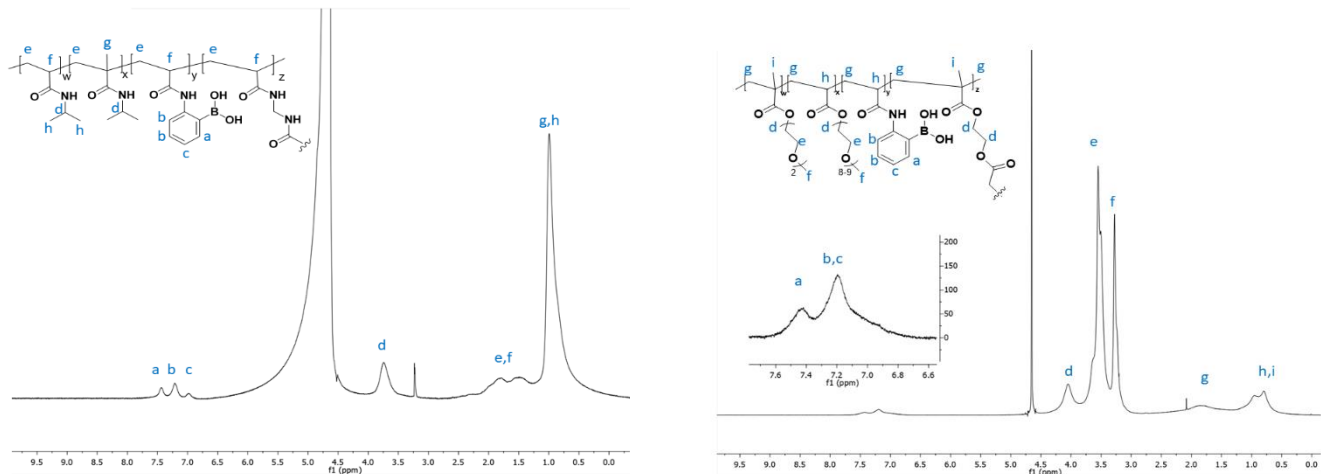 e e g e e
f f f
w x y z
O NH O NH O NH HO B OH O NH
d d
b a
b
c
h h
NH
O
g,h
d
e,f
a b c
9.5 9.0 8.5 8.0 7.5 7.0 6.5 6.0 5.5 5.0 4.5 4.0 3.5 3.0 2.5 2.0 1.5 1.0 0.5 0.0
f1 (ppm)
g i g g g i g
h h
w x y z
O O O O O NH HO B OH O O
d d d d
e e b a
b
c
O O O O
2 8-9
f f
e
f
b,c
a
200
150
100
50
0
7.6 7.4 7.2 7.0 6.8 6.6
f1 (ppm)
d g h,i
9.5 9.0 8.5 8.0 7.5 7.0 6.5 6.0 5.5 5.0 4.5 4.0 3.5 3.0 2.5 2.0 1.5 1.0 0.5 0.0
f1 (ppm)